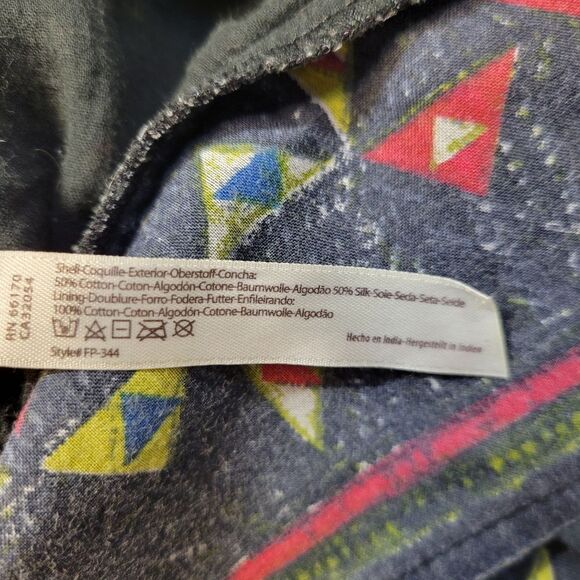 RN 66170
CA32054
Shell-Coquille-Exterior-Oberstoff-Concha:
50% Cotton-Coton-Algodón-Cotone-Baumwolle-Algodão 50% Silk-Soie-Seda-Seta-Seide
Lining-Doublure-Forro-Fodera-Futter-Enfileirando:
100% Cotton-Coton-Algodón-Cotone-Baumwolle-Algodão
Hecho en India-Hergestellt in Indien
Style# FP-344